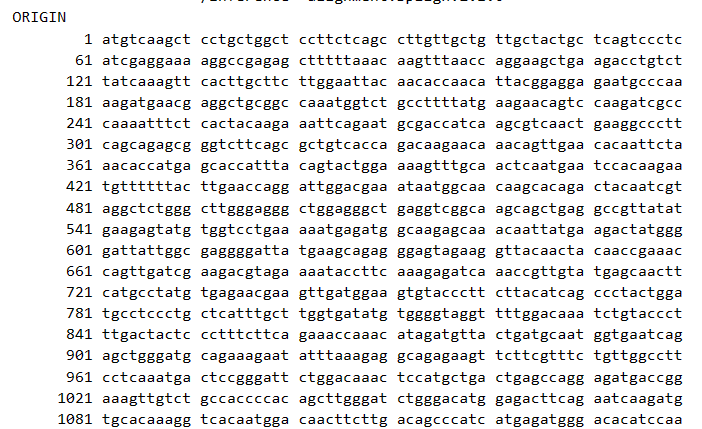 ORIGIN
1 atgtcaagct cctgctggct ccttctcagc cttgttgctg ttgctactgc tcagtccctc
61 atcgaggaaa aggccgagag ctttttaaac aagtttaacc aggaagctga agacctgtct
121 tatcaaagtt cacttgcttc ttggaattac aacaccaaca ttacggagga gaatgcccaa
181 aagatgaacg aggctgcggc caaatggtct gccttttatg aagaacagtc caagatcgcc
241 caaaatttct cactacaaga aattcagaat gcgaccatca agcgtcaact gaaggccctt
301 cagcagagcg ggtcttcagc gctgtcacca gacaagaaca aacagttgaa cacaattcta
361 aacaccatga gcaccattta cagtactgga aaagtttgca actcaatgaa tccacaagaa
421 tgttttttac ttgaaccagg attggacgaa ataatggcaa caagcacaga ctacaatcgt
481 aggctctggg cttgggaggg ctggagggct gaggtcggca agcagctgag gccgttatat
541 gaagagtatg tggtcctgaa aaatgagatg gcaagagcaa acaattatga agactatggg
601 gattattggc gaggggatta tgaagcagag ggagtagaag gttacaacta caaccgaaac
661 cagttgatcg aagacgtaga aaataccttc aaagagatca aaccgttgta tgagcaactt
721 catgcctatg tgagaacgaa gttgatggaa gtgtaccctt cttacatcag ccctactgga
781 tgcctccctg ctcatttgct tggtgatatg tggggtaggt tttggacaaa tctgtaccct
841 ttgactactc cctttcttca gaaaccaaac atagatgtta ctgatgcaat ggtgaatcag
901 agctgggatg cagaaagaat atttaaagag gcagagaagt tcttcgtttc tgttggcctt
961 cctcaaatga ctccgggatt ctggacaaac tccatgctga ctgagccagg agatgaccgg
1021 aaagttgtct gccaccccac agcttgggat ctgggacatg gagacttcag aatcaagatg
1081 tgcacaaagg tcacaatgga caacttcttg acagcccatc atgagatggg acacatccaa